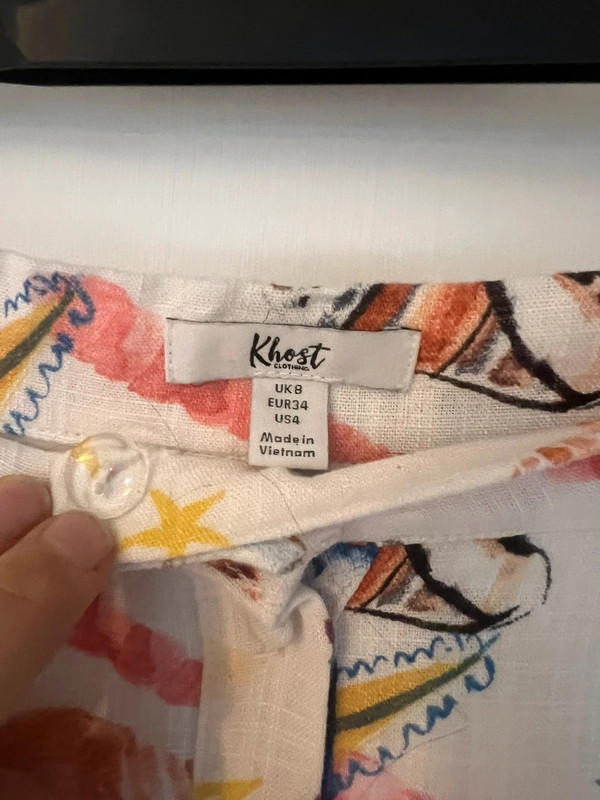 Khost
CLOTHING
UK8
EUR34
US4
Made in
Vietnam